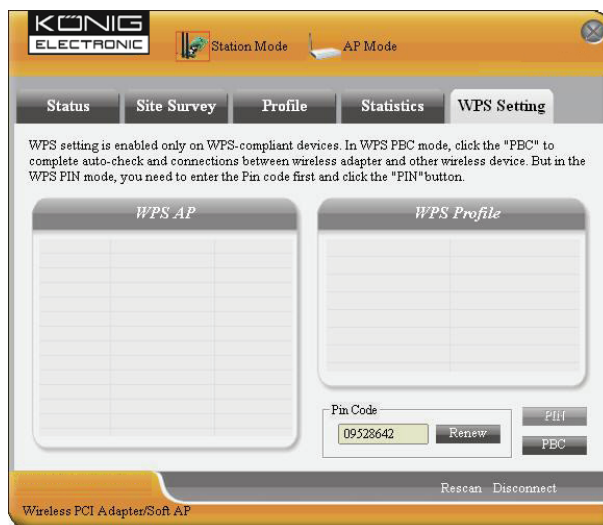 KÖNIG
ELECTRONIC
Station Mode AP Mode
Status Site Survey Profile Statistics WPS Setting
WPS setting is enabled only on WPS-compliant devices. In WPS PBC mode, click the "PBC" to
complete auto-check and connections between wireless adapter and other wireless device. But in the
WPS PIN mode, you need to enter the Pin code first and click the "PIN"button.
WPS AP WPS Profile
Pin Code
09528642 Renew PIN
PBC
Rescan Disconnect
Wireless PCI Adapter/Soft AP